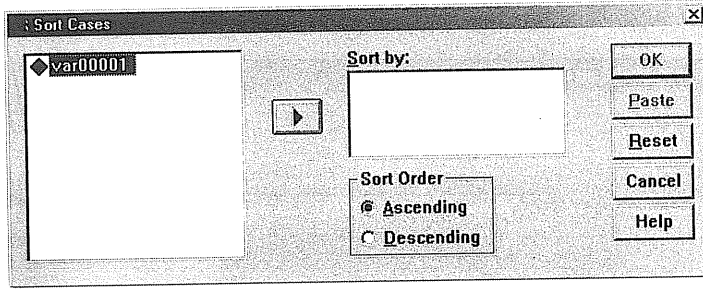 Sort Cases
var00001
Sort by:
Sort Order
Ascending
Descending
OK
Paste
Reset
Cancel
Help